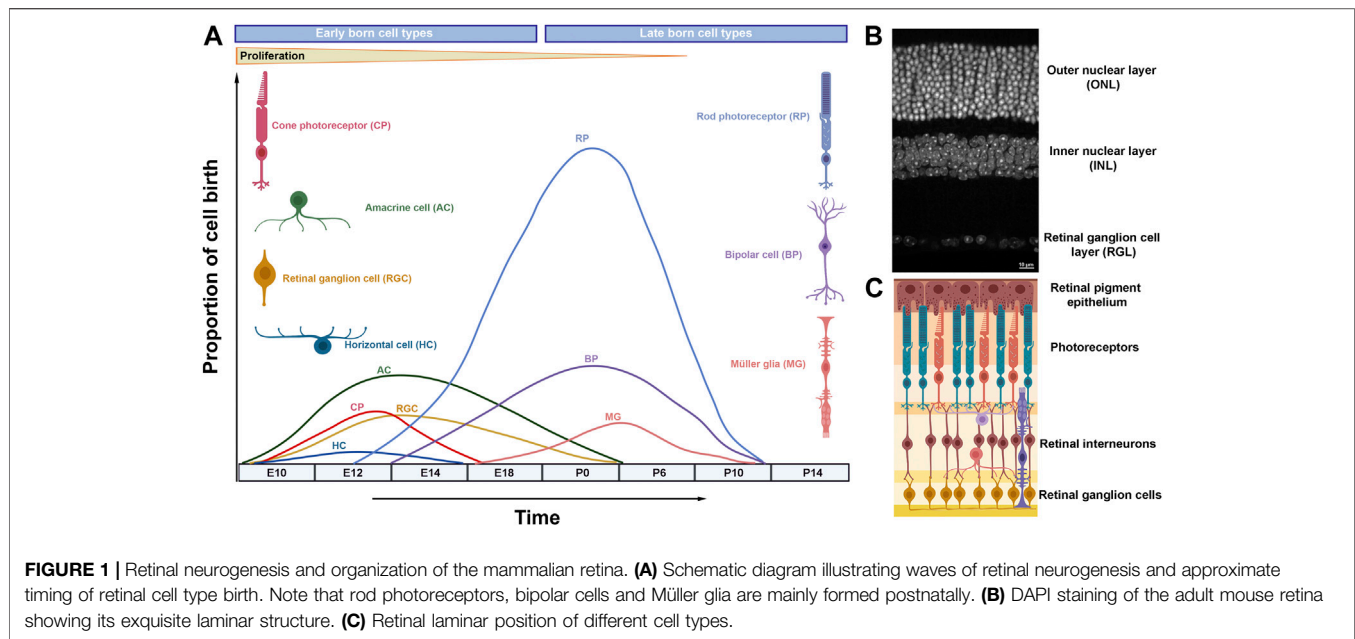 A
Early born cell types
Late born cell types
Proliferation
Proportion of cell birth
Cone photoreceptor (CP)
Amacrine cell (AC)
Retinal ganglion cell (RGC)
Horizontal cell (HC)
Rod photoreceptor (RP)
Bipolar cell (BP)
Müller glia (MG)
RP
AC
CP
RGC
HC
BP
MG
E10
E12
E14
E18
P0
P6
P10
P14
Time
B
Outer nuclear layer
(ONL)
Inner nuclear layer
(INL)
Retinal ganglion cell
layer (RGL)
10 µm
C
Retinal pigment
epithelium
Photoreceptors
Retinal interneurons
Retinal ganglion cells
FIGURE 1 | Retinal neurogenesis and organization of the mammalian retina. (A) Schematic diagram illustrating waves of retinal neurogenesis and approximate
timing of retinal cell type birth. Note that rod photoreceptors, bipolar cells and Müller glia are mainly formed postnatally. (B) DAPI staining of the adult mouse retina
showing its exquisite laminar structure. (C) Retinal laminar position of different cell types.